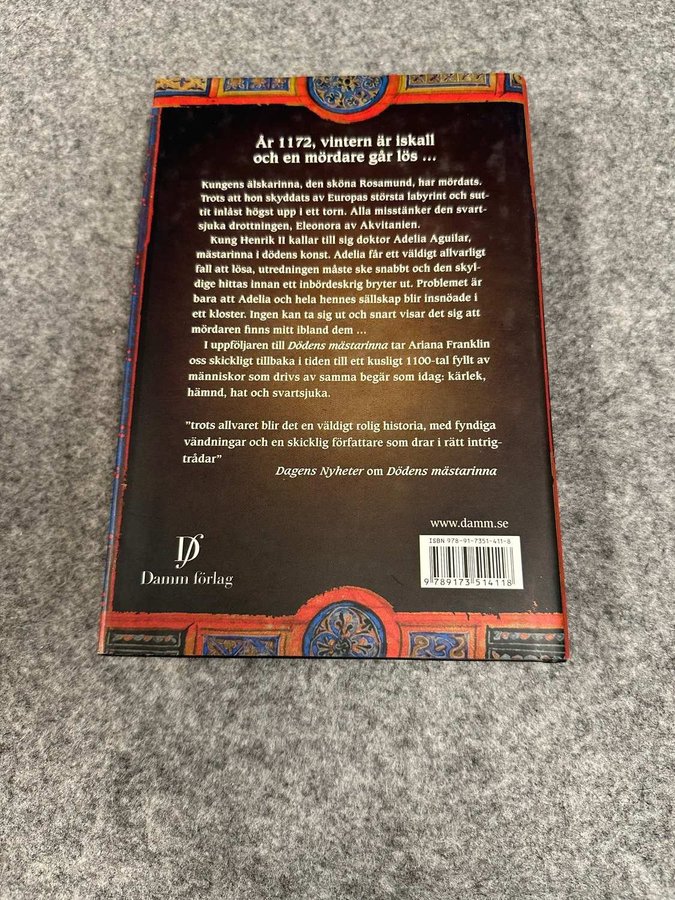 År 1172, vintern är iskall
och en mördare går lös ...
Kungens älskarinna, den sköna Rosamund, har mördats.
Trots att hon skyddats av Europas största labyrint och sut-
tit inlåst högst upp i ett torn. Alla misstänker den svart-
sjuka drottningen, Eleonora av Akvitanien.
Kung Henrik II kallar till sig doktor Adelia Aguilar,
mästarinna i dödens konst. Adelia får ett väldigt allvarligt
fall att lösa, utredningen måste ske snabbt och den skyl-
dige hittas innan ett inbördeskrig bryter ut. Problemet är
bara att Adelia och hela hennes sällskap blir insnöade i
ett kloster. Ingen kan ta sig ut och snart visar det sig att
mördaren finns mitt ibland dem ...
I uppföljaren till Dödens mästarinna tar Ariana Franklin
oss skickligt tillbaka i tiden till ett kusligt 1100-tal fyllt av
människor som drivs av samma begär som idag: kärlek,
hämnd, hat och svartsjuka.
”trots allvaret blir det en väldigt rolig historia, med fyndiga
vändningar och en skicklig författare som drar i rätt intrig-
trådar”
Dagens Nyheter om Dödens mästarinna
www.damm.se
ISBN 978-91-7351-411-8
9 789173 514118
Df
Damm förlag